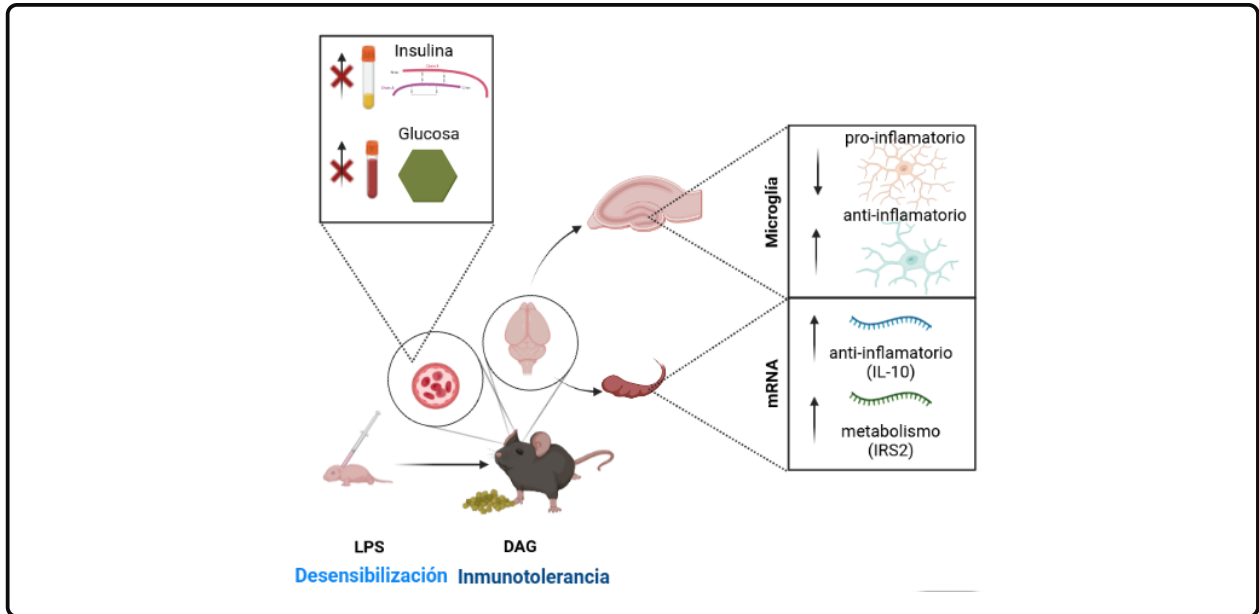 Insulina
Glucosa
pro-inflamatorio
anti-inflamatorio
Microglía
anti-inflamatorio
(IL-10)
metabolismo
(IRS2)
mRNA
LPS
DAG
Desensibilización
Inmunotolerancia